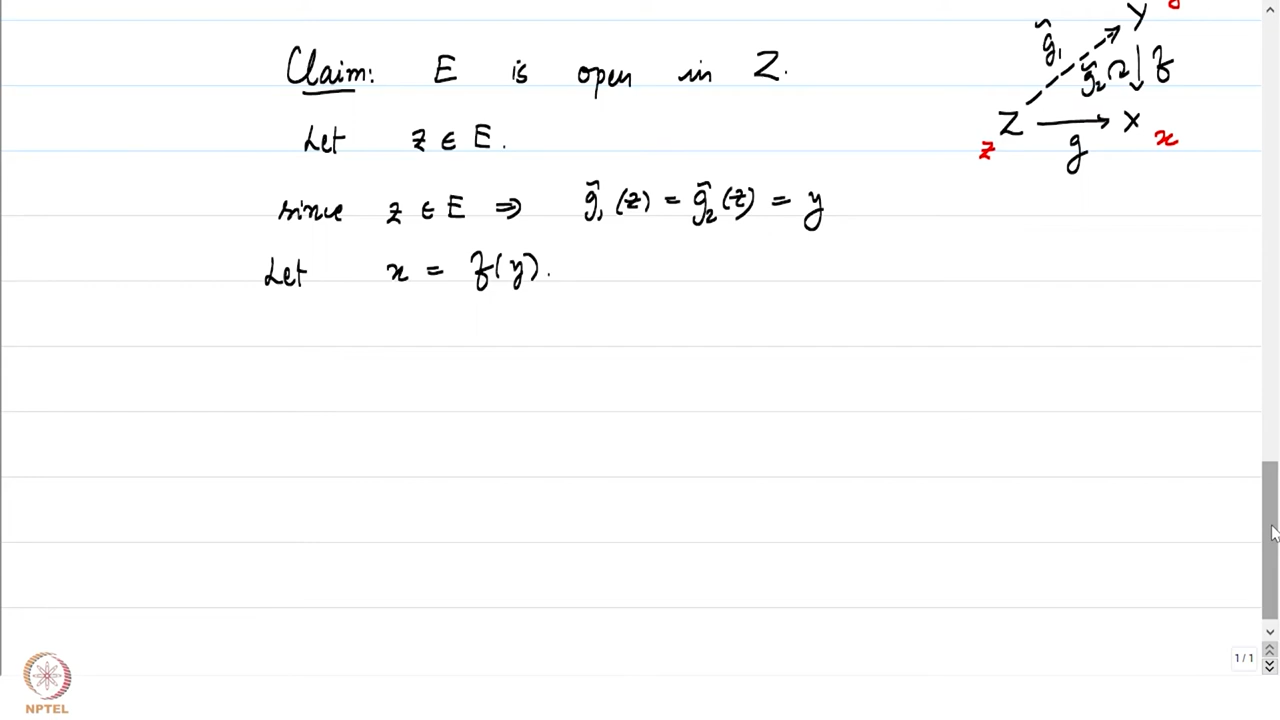 Claim: E is open in Z.
Let z ∈ E.
since z ∈ E ⇒ g̃₁(z) = g̃₂(z) = y
Let x = f(y).
Y
g̃₁
g̃₂
f
Z
X
z
g
x
1 / 1
NPTEL